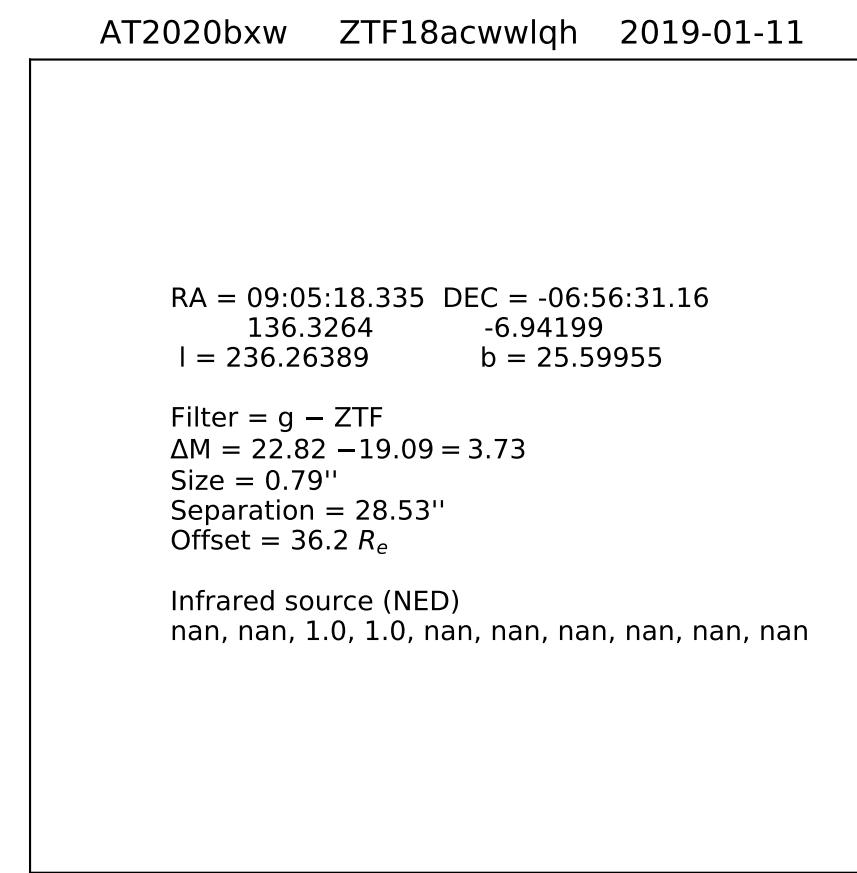 AT2020bxw ZTF18acwwlqh 2019-01-11
RA = 09:05:18.335 DEC = -06:56:31.16
136.3264 -6.94199
l = 236.26389 b = 25.59955
Filter = g − ZTF
ΔM = 22.82 −19.09 = 3.73
Size = 0.79''
Separation = 28.53''
Offset = 36.2 Rₑ
Infrared source (NED)
nan, nan, 1.0, 1.0, nan, nan, nan, nan, nan, nan